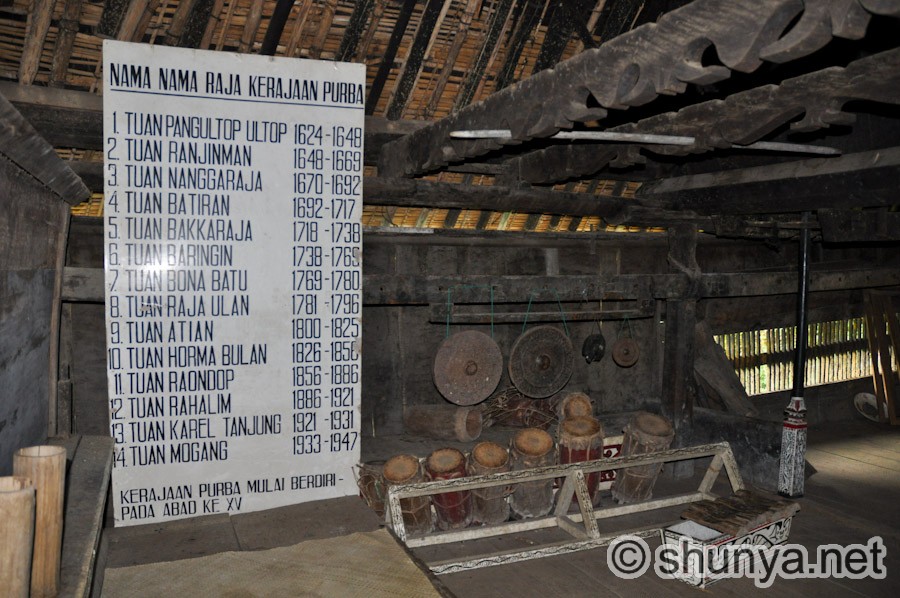 NAMA NAMA RAJA KERAJAAN PURBA
1. TUAN PANGULTOP ULTOP 1624-1648
2. TUAN RANJINMAN 1648-1669
3. TUAN NANGGARAJA 1670-1692
4. TUAN BATIRAN 1692-1717
5. TUAN BAKKARAJA 1718-1738
6. TUAN BARINGIN 1738-1769
7. TUAN BONA BATU 1769-1780
8. TUAN RAJA ULAN 1781-1796
9. TUAN ATIAN 1800-1825
10. TUAN HORMA BULAN 1826-1856
11. TUAN RAONDOP 1856-1886
12. TUAN RAHALIM 1886-1921
13. TUAN KAREL TANJUNG 1921-1931
14. TUAN MOGANG 1933-1947
KERAJAAN PURBA MULAI BERDIRI -
PADA ABAD KE XV
© shunya.net